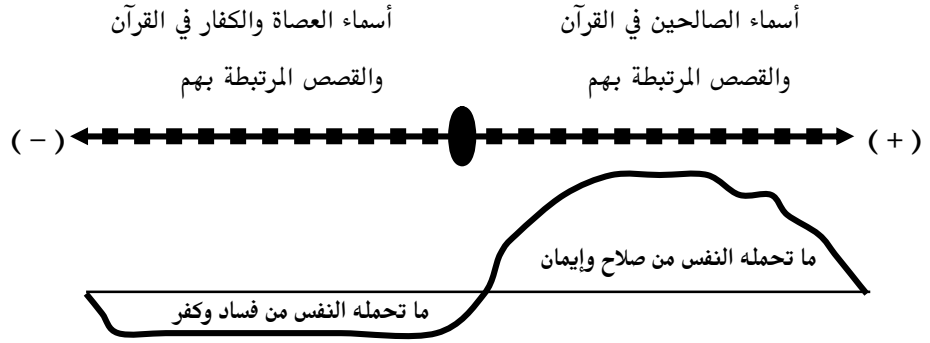 أسماء الصالحين في القرآن
والقصص المرتبطة بهم
أسماء العصاة والكفار في القرآن
والقصص المرتبطة بهم
( + )
( − )
ما تحمله النفس من صلاح وإيمان
ما تحمله النفس من فساد وكفر